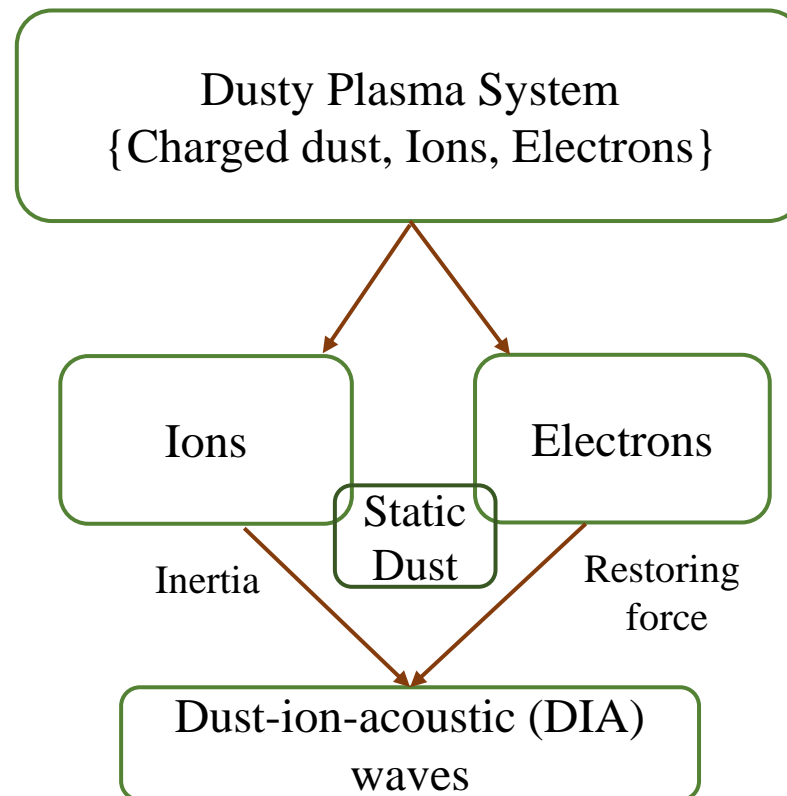 Dusty Plasma System
{Charged dust, Ions, Electrons}
Ions
Electrons
Static
Dust
Inertia
Restoring
force
Dust-ion-acoustic (DIA)
waves